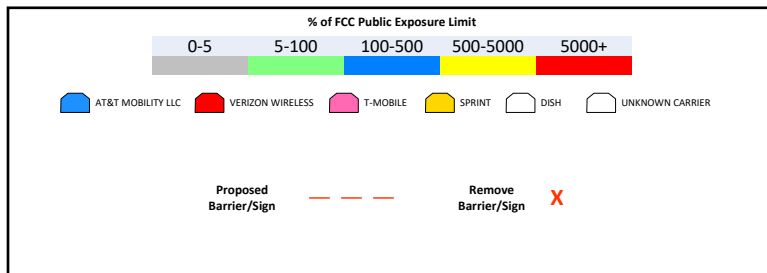 % of FCC Public Exposure Limit
0-5 5-100 100-500 500-5000 5000+
AT&T MOBILITY LLC VERIZON WIRELESS T-MOBILE SPRINT DISH UNKNOWN CARRIER
Proposed Remove
Barrier/Sign Barrier/Sign X